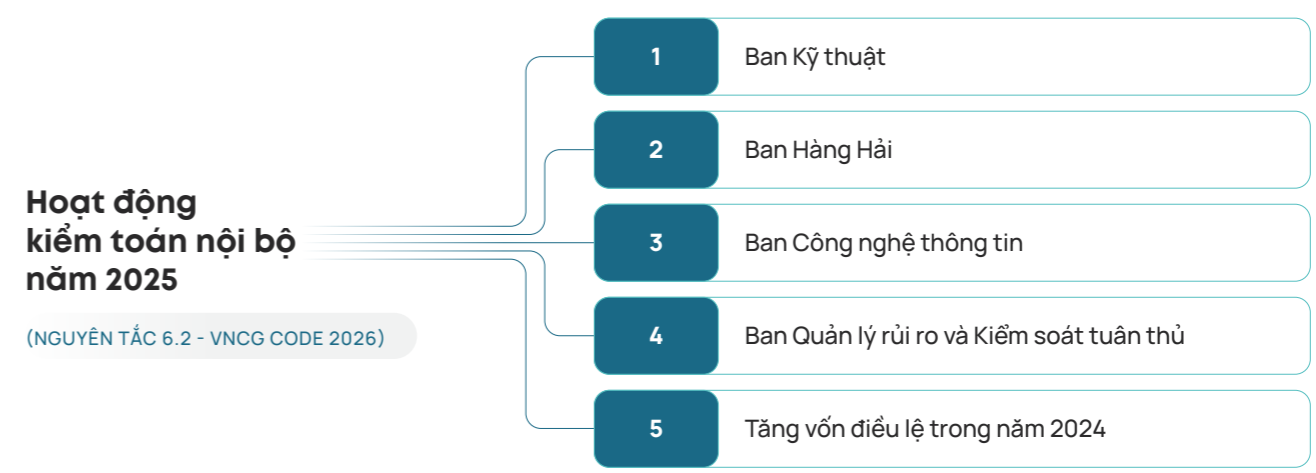 Hoạt động
kiểm toán nội bộ
năm 2025
(NGUYÊN TẮC 6.2 - VNCG CODE 2026)
1 Ban Kỹ thuật
2 Ban Hàng Hải
3 Ban Công nghệ thông tin
4 Ban Quản lý rủi ro và Kiểm soát tuân thủ
5 Tăng vốn điều lệ trong năm 2024